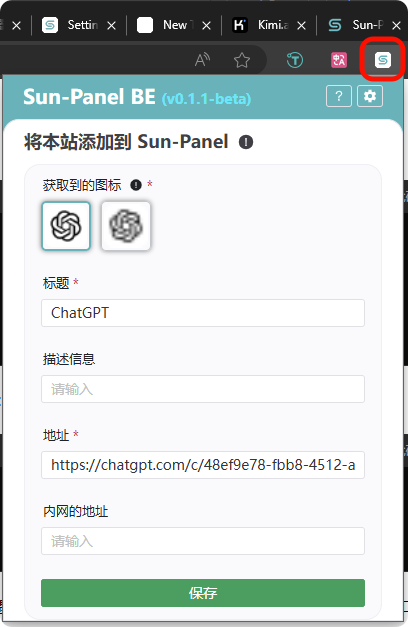 Settin
New T
Kimi.a
Sun-P
Sun-Panel BE (v0.1.1-beta)
?
将本站添加到 Sun-Panel
获取到的图标 *
标题 *
ChatGPT
描述信息
请输入
地址 *
https://chatgpt.com/c/48ef9e78-fbb8-4512-a
内网的地址
请输入
保存